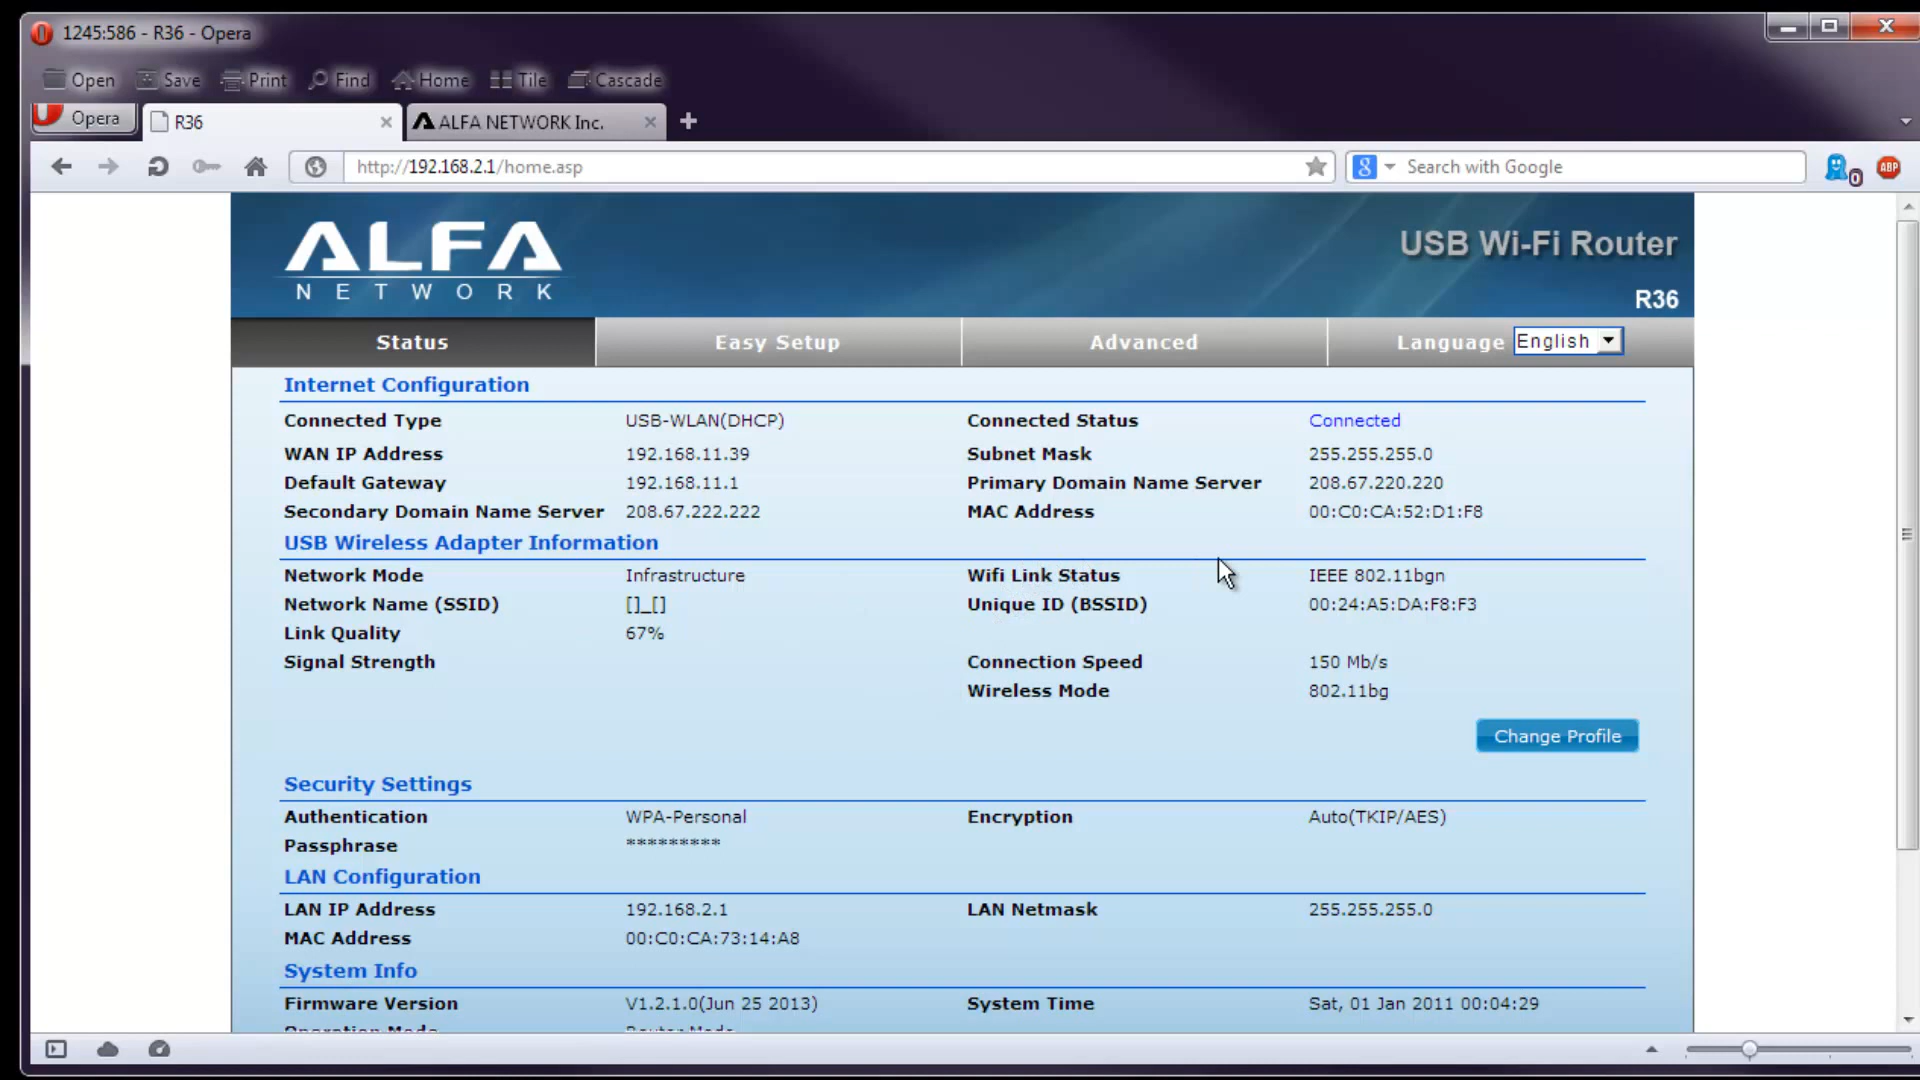 1245:586 - R36 - Opera
Open Save Print Find Home Tile Cascade
Opera R36 ALFA NETWORK Inc.
http://192.168.2.1/home.asp Search with Google 0 ABP
ALFA
NETWORK
USB Wi-Fi Router
R36
Status Easy Setup Advanced Language English
Internet Configuration
Connected Type USB-WLAN(DHCP) Connected Status Connected
WAN IP Address 192.168.11.39 Subnet Mask 255.255.255.0
Default Gateway 192.168.11.1 Primary Domain Name Server 208.67.220.220
Secondary Domain Name Server 208.67.222.222 MAC Address 00:C0:CA:52:D1:F8
USB Wireless Adapter Information
Network Mode Infrastructure Wifi Link Status IEEE 802.11bgn
Network Name (SSID) []_[] Unique ID (BSSID) 00:24:A5:DA:F8:F3
Link Quality 67%
Signal Strength Connection Speed 150 Mb/s
Wireless Mode 802.11bg
Change Profile
Security Settings
Authentication WPA-Personal Encryption Auto(TKIP/AES)
Passphrase *********
LAN Configuration
LAN IP Address 192.168.2.1 LAN Netmask 255.255.255.0
MAC Address 00:C0:CA:73:14:A8
System Info
Firmware Version V1.2.1.0(Jun 25 2013) System Time Sat, 01 Jan 2011 00:04:29
Operation Mode Router Mode